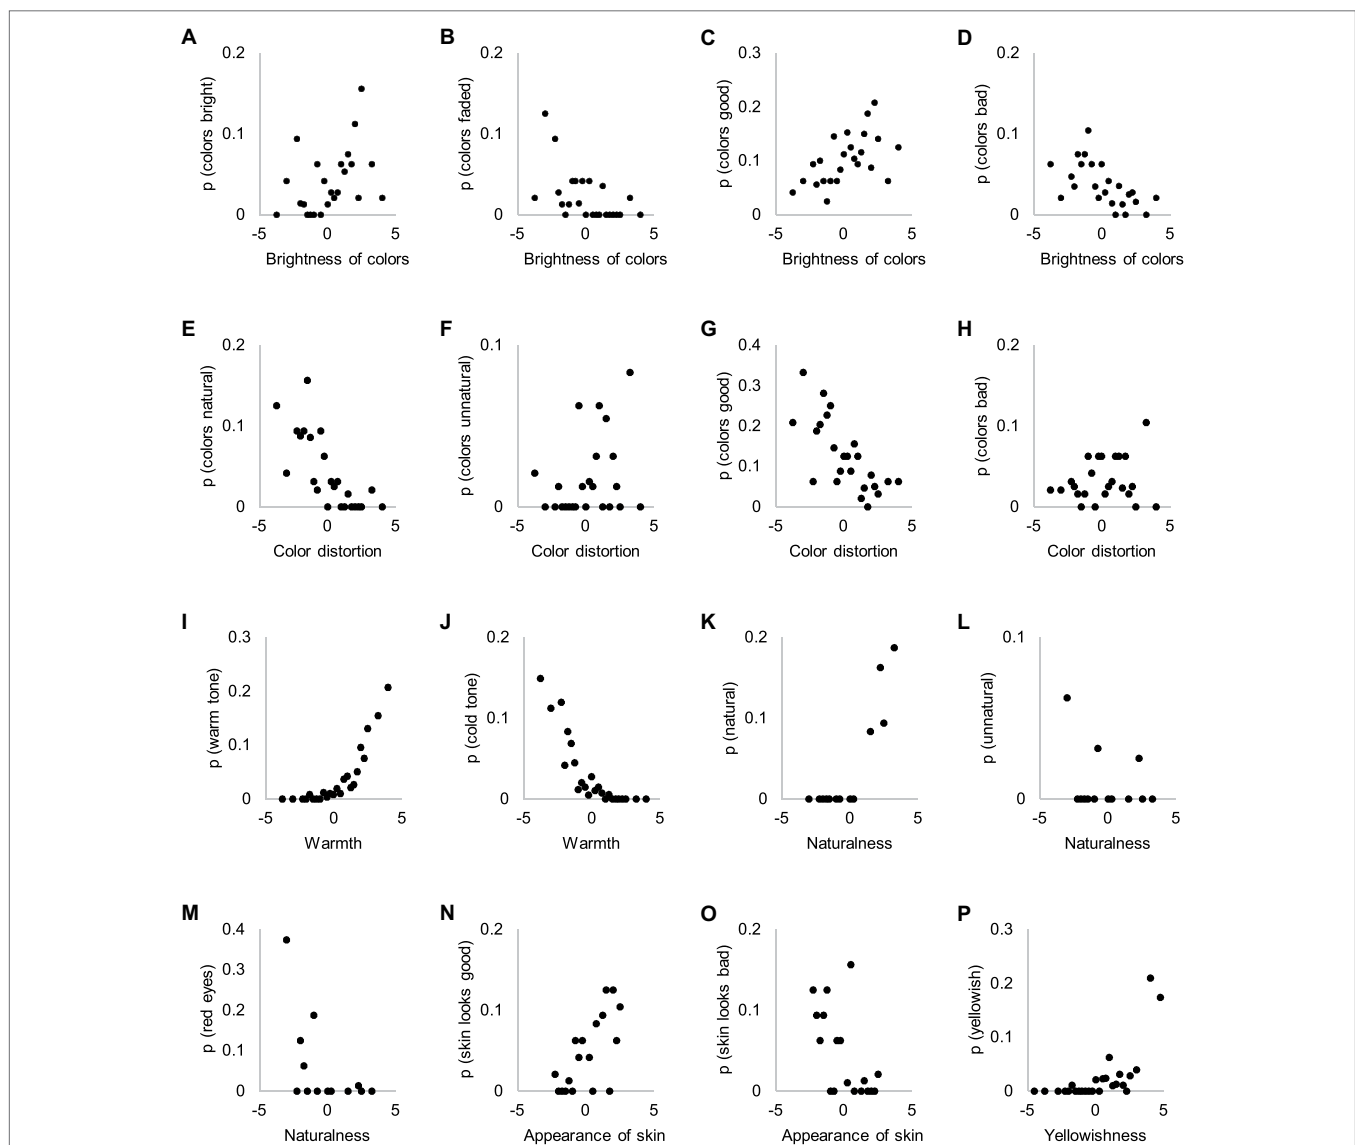 A B C D
0.2 0.2 0.3 0.2
p (colors bright) p (colors faded) p (colors good) p (colors bad)
0.2
0.1 0.1 0.1
0.1
0 0 0 0
-5 0 5 -5 0 5 -5 0 5 -5 0 5
Brightness of colors Brightness of colors Brightness of colors Brightness of colors
E F G H
0.2 0.1 0.4 0.2
p (colors natural) p (colors unnatural) p (colors good) p (colors bad)
0.3
0.1 0.2 0.1
0.1
0 0 0 0
-5 0 5 -5 0 5 -5 0 5 -5 0 5
Color distortion Color distortion Color distortion Color distortion
I J K L
0.3 0.2 0.2 0.1
p (warm tone) p (cold tone) p (natural) p (unnatural)
0.2
0.1 0.1
0.1
0 0 0 0
-5 0 5 -5 0 5 -5 0 5 -5 0 5
Warmth Warmth Naturalness Naturalness
M N O P
0.4 0.2 0.2 0.3
p (red eyes) p (skin looks good) p (skin looks bad) p (yellowish)
0.3
0.2
0.2 0.1 0.1
0.1 0.1
0 0 0 0
-5 0 5 -5 0 5 -5 0 5 -5 0 5
Naturalness Appearance of skin Appearance of skin Yellowishness